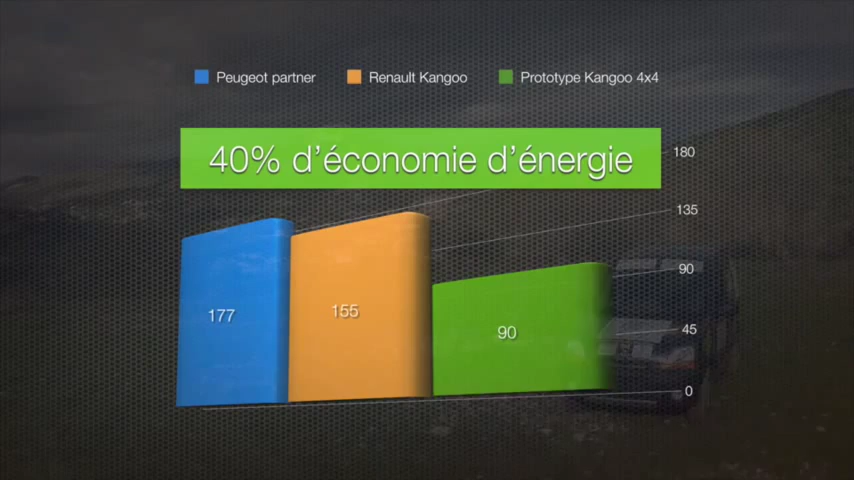 Peugeot partner
Renault Kangoo
Prototype Kangoo 4x4
40% d'économie d'énergie
180
135
90
45
0
177
155
90